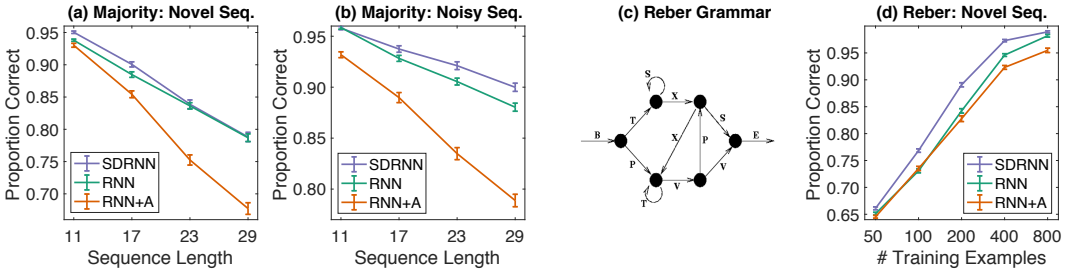 (a) Majority: Novel Seq.
Proportion Correct
0.95
0.90
0.85
0.80
0.75
0.70
SDRNN
RNN
RNN+A
11 17 23 29
Sequence Length
(b) Majority: Noisy Seq.
0.95
0.90
0.85
0.80
SDRNN
RNN
RNN+A
11 17 23 29
Sequence Length
(c) Reber Grammar
S
X
T
S
B
X
P
E
P
V
V
T
(d) Reber: Novel Seq.
Proportion Correct
0.95
0.90
0.85
0.80
0.75
0.70
0.65
SDRNN
RNN
RNN+A
50 100 200 400 800
# Training Examples